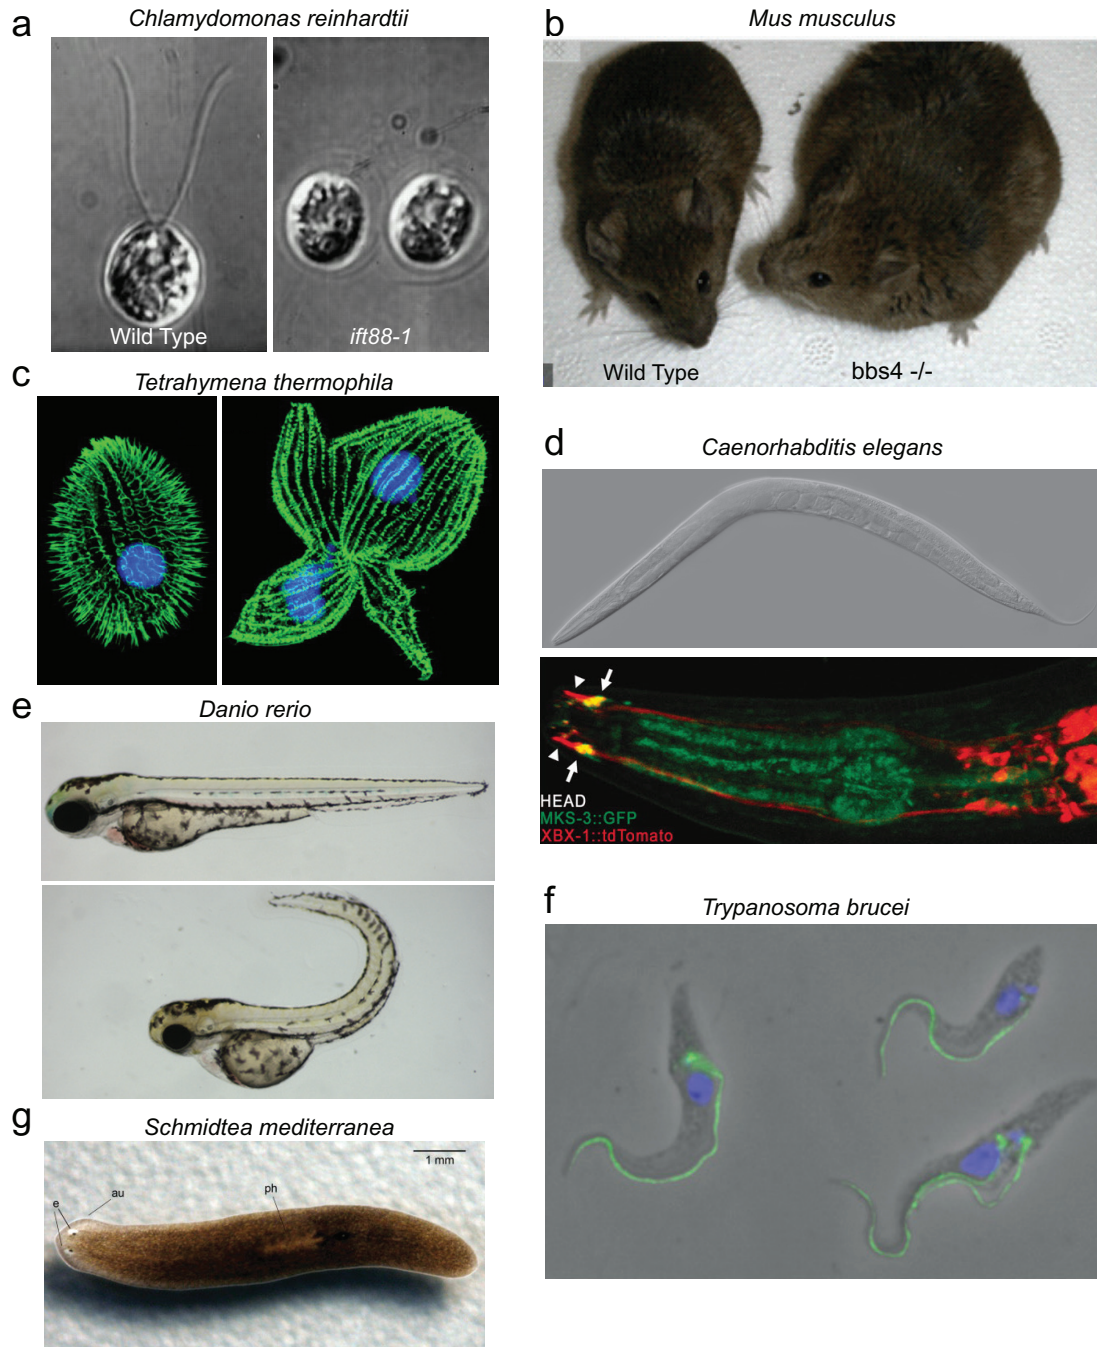 a
Chlamydomonas reinhardtii
Wild Type
ift88-1
b
Mus musculus
Wild Type
bbs4 -/-
c
Tetrahymena thermophila
d
Caenorhabditis elegans
HEAD
MKS-3::GFP
XBX-1::tdTomato
e
Danio rerio
f
Trypanosoma brucei
g
Schmidtea mediterranea
1 mm
e
au
ph